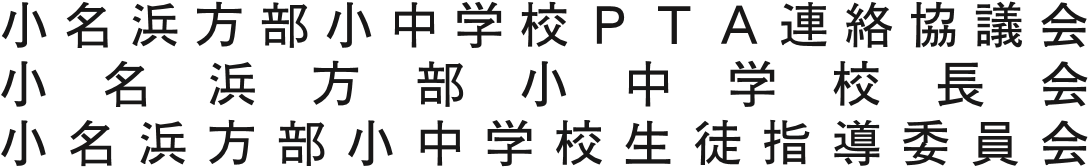 小名浜方部小中学校ＰＴＡ連絡協議会
小名浜方部小中学校長会
小名浜方部小中学校生徒指導委員会